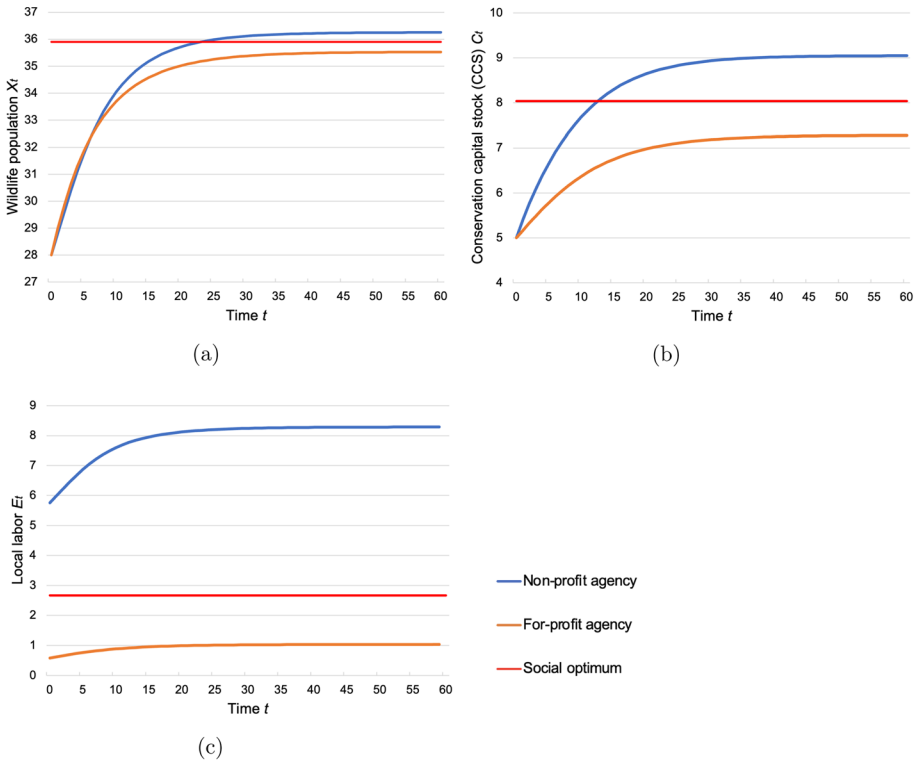 37
36
35
34
33
32
31
30
29
28
27
Wildlife population Xt
0 5 10 15 20 25 30 35 40 45 50 55 60
Time t
(a)
10
9
8
7
6
5
4
Conservation capital stock (CCS) Ct
0 5 10 15 20 25 30 35 40 45 50 55 60
Time t
(b)
9
8
7
6
5
4
3
2
1
0
Local labor Et
0 5 10 15 20 25 30 35 40 45 50 55 60
Time t
(c)
Non-profit agency
For-profit agency
Social optimum